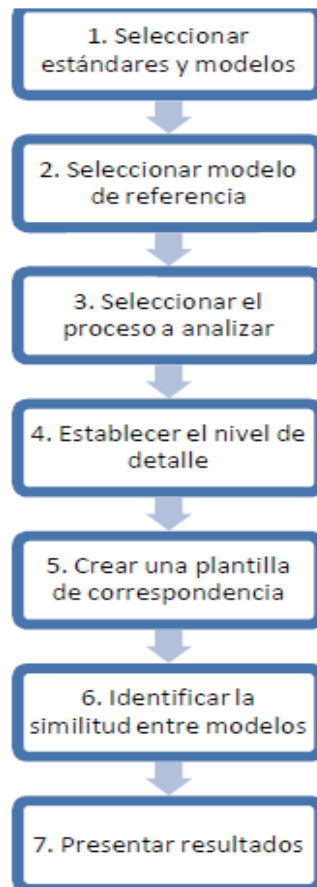 1. Seleccionar
estándares y modelos
2. Seleccionar modelo
de referencia
3. Seleccionar el
proceso a analizar
4. Establecer el nivel de
detalle
5. Crear una plantilla
de correspondencia
6. Identificar la
similitud entre modelos
7. Presentar resultados